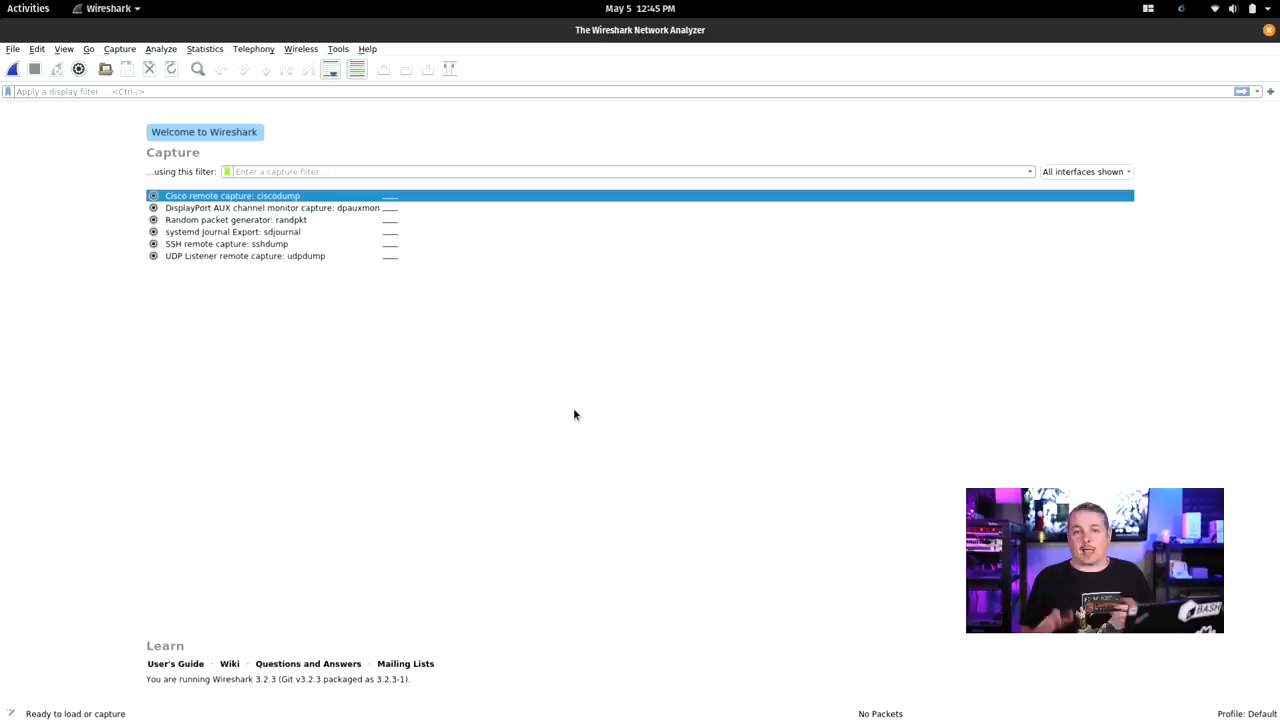 Activities Wireshark May 5 12:45 PM
The Wireshark Network Analyzer
File Edit View Go Capture Analyze Statistics Telephony Wireless Tools Help
Apply a display filter ... <Ctrl-/>
Welcome to Wireshark
Capture
...using this filter: Enter a capture filter ... All interfaces shown
Cisco remote capture: ciscodump
DisplayPort AUX channel monitor capture: dpauxmon
Random packet generator: randpkt
systemd Journal Export: sdjournal
SSH remote capture: sshdump
UDP Listener remote capture: udpdump
BASH
Learn
User's Guide · Wiki · Questions and Answers · Mailing Lists
You are running Wireshark 3.2.3 (Git v3.2.3 packaged as 3.2.3-1).
Ready to load or capture No Packets Profile: Default